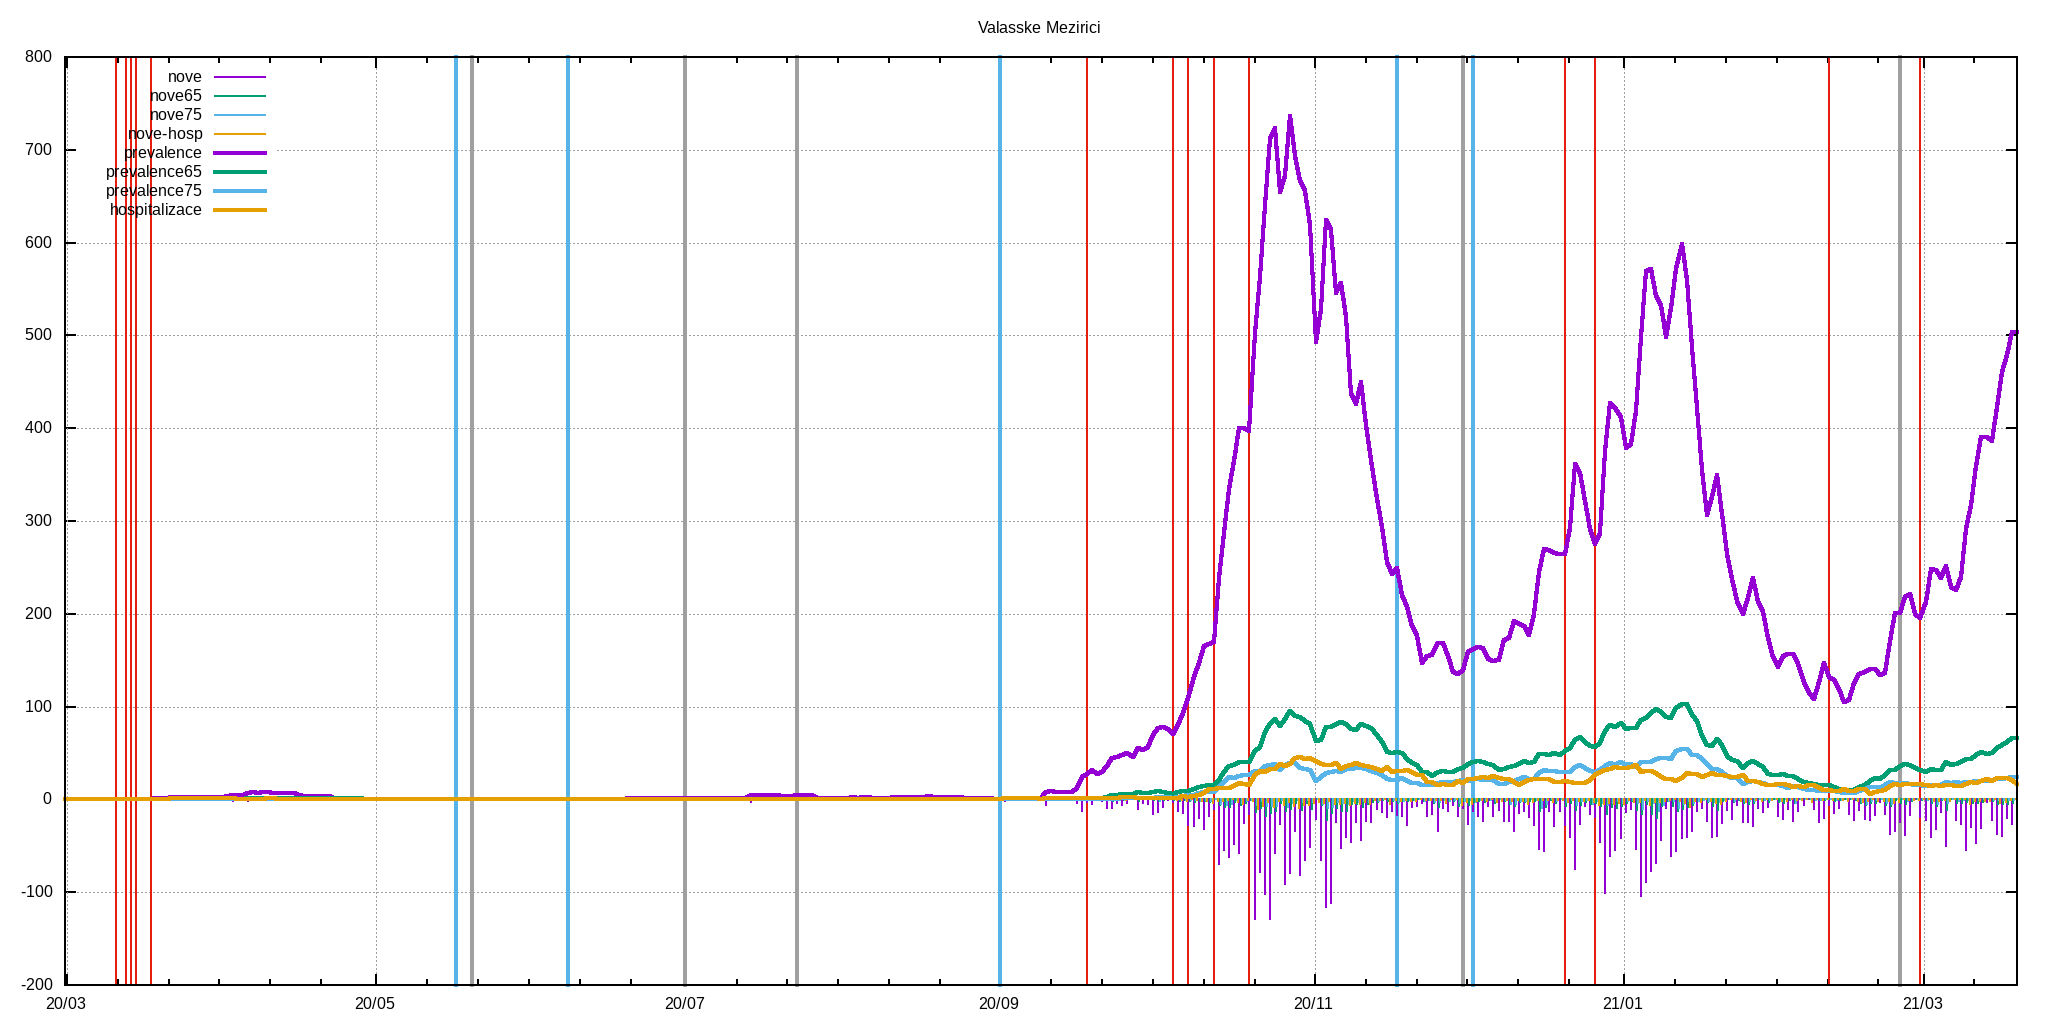 Valasske Mezirici
800
700
600
500
400
300
200
100
0
-100
-200
nove
nove65
nove75
nove-hosp
prevalence
prevalence65
prevalence75
hospitalizace
20/03 20/05 20/07 20/09 20/11 21/01 21/03